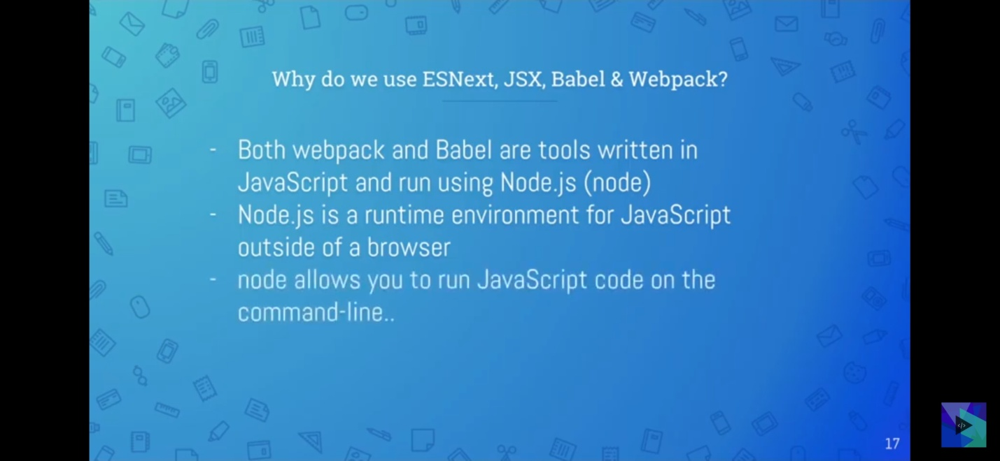 Why do we use ESNext, JSX, Babel & Webpack?
- Both webpack and Babel are tools written in
JavaScript and run using Node.js (node)
- Node.js is a runtime environment for JavaScript
outside of a browser
- node allows you to run JavaScript code on the
command-line..
17